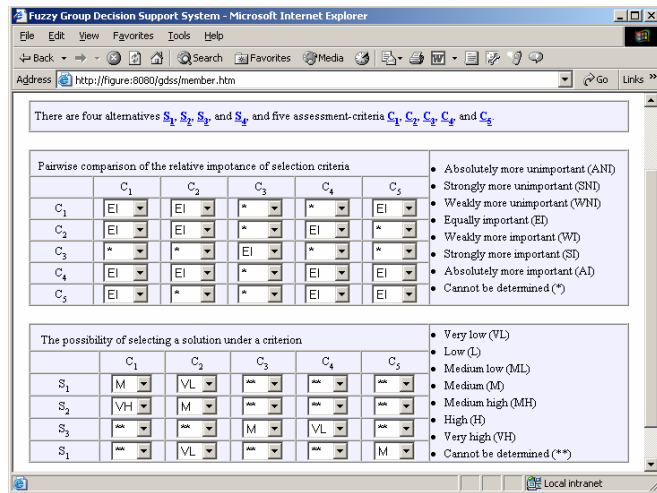 Fuzzy Group Decision Support System - Microsoft Internet Explorer
File Edit View Favorites Tools Help
Back Search Favorites Media
Address http://figure:8080/gdss/member.htm Go Links »
There are four alternatives S1, S2, S3, and S4, and five assessment-criteria C1, C2, C3, C4, and C5.
Pairwise comparison of the relative impotance of selection criteria
C1 C2 C3 C4 C5
C1 EI EI * * EI
C2 EI EI * EI *
C3 * * EI * *
C4 EI EI * EI EI
C5 EI * * EI EI
• Absolutely more unimportant (ANI)
• Strongly more unimportant (SNI)
• Weakly more unimportant (WNI)
• Equally important (EI)
• Weakly more important (WI)
• Strongly more important (SI)
• Absolutely more important (AI)
• Cannot be determined (*)
The possibility of selecting a solution under a criterion
C1 C2 C3 C4 C5
S1 M VL ** ** **
S2 VH M ** ** **
S3 ** ** M VL **
S1 ** VL ** ** M
• Very low (VL)
• Low (L)
• Medium low (ML)
• Medium (M)
• Medium high (MH)
• High (H)
• Very high (VH)
• Cannot be determined (**)
Local intranet